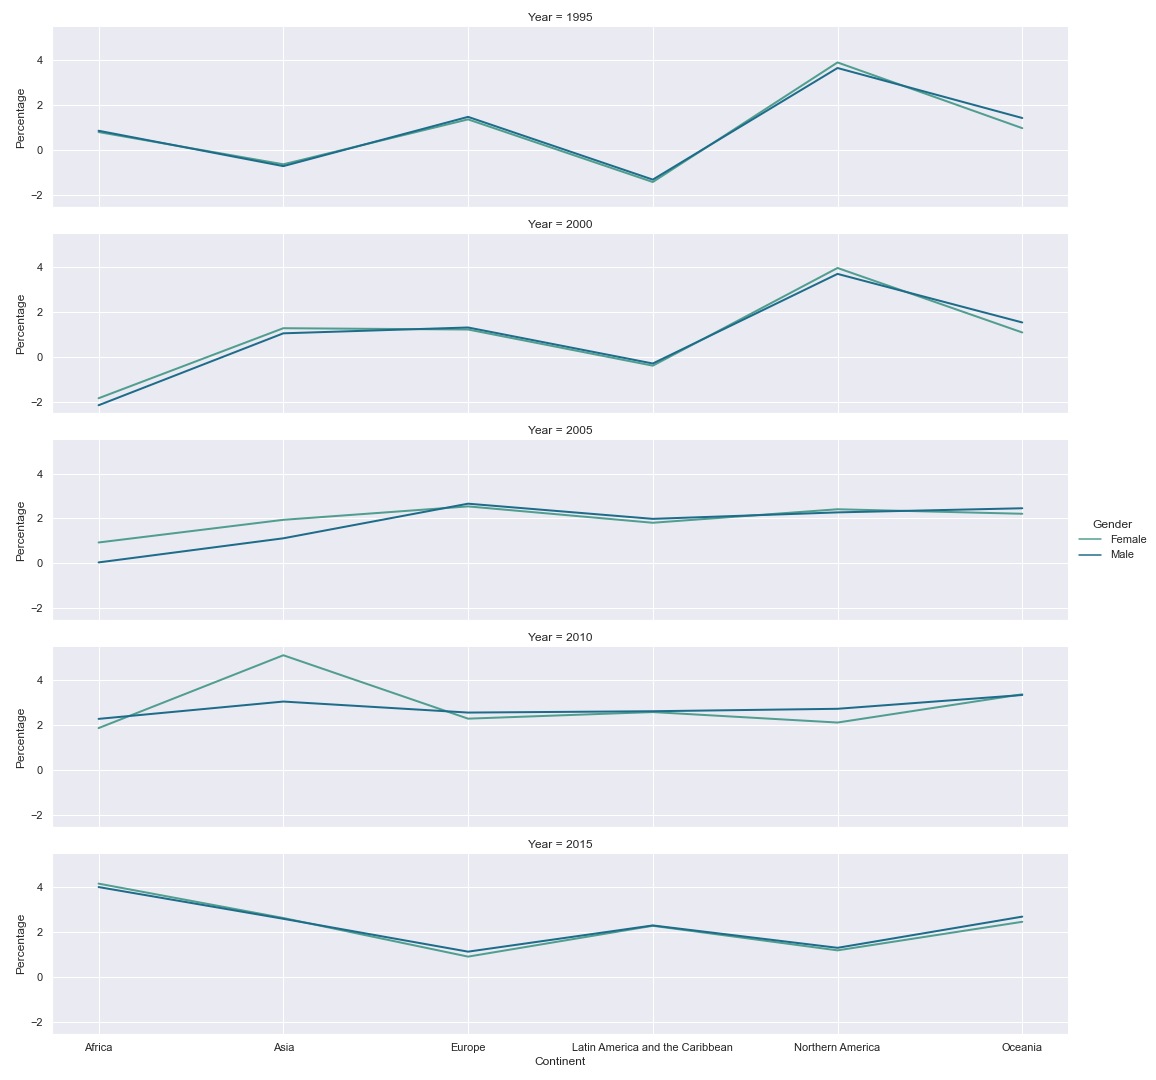 Year = 1995
4
2
0
−2
Percentage
Year = 2000
4
2
0
−2
Percentage
Year = 2005
4
2
0
−2
Percentage
Gender
Female
Male
Year = 2010
4
2
0
−2
Percentage
Year = 2015
4
2
0
−2
Percentage
Africa Asia Europe Latin America and the Caribbean Northern America Oceania
Continent